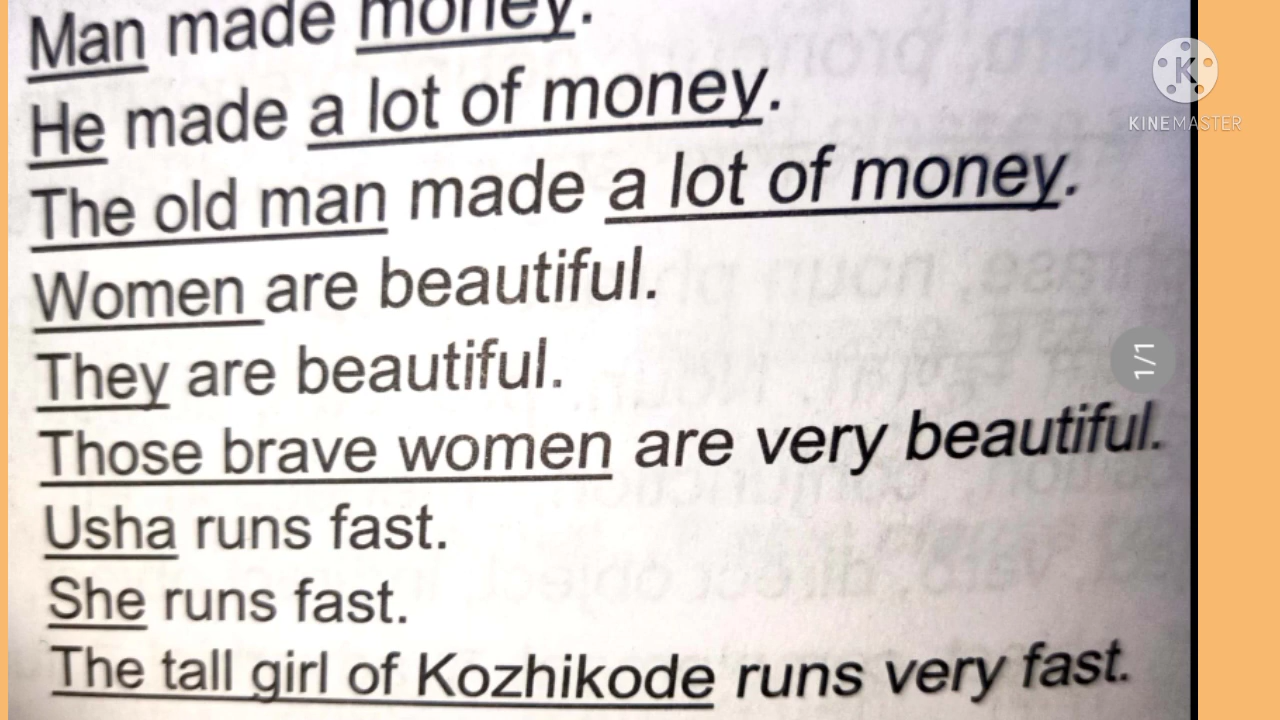 Man made money.
He made a lot of money.
The old man made a lot of money.
Women are beautiful.
They are beautiful.
Those brave women are very beautiful.
Usha runs fast.
She runs fast.
The tall girl of Kozhikode runs very fast.
KINEMASTER
1/1